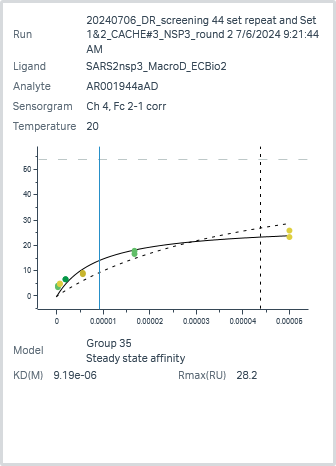 Run 20240706_DR_screening 44 set repeat and Set
1&2_CACHE#3_NSP3_round 2 7/6/2024 9:21:44
AM
Ligand SARS2nsp3_MacroD_ECBio2
Analyte AR001944aAD
Sensorgram Ch 4, Fc 2-1 corr
Temperature 20
50
40
30
20
10
0
0 0.00001 0.00002 0.00003 0.00004 0.00005
Model Group 35
Steady state affinity
KD(M) 9.19e-06 Rmax(RU) 28.2